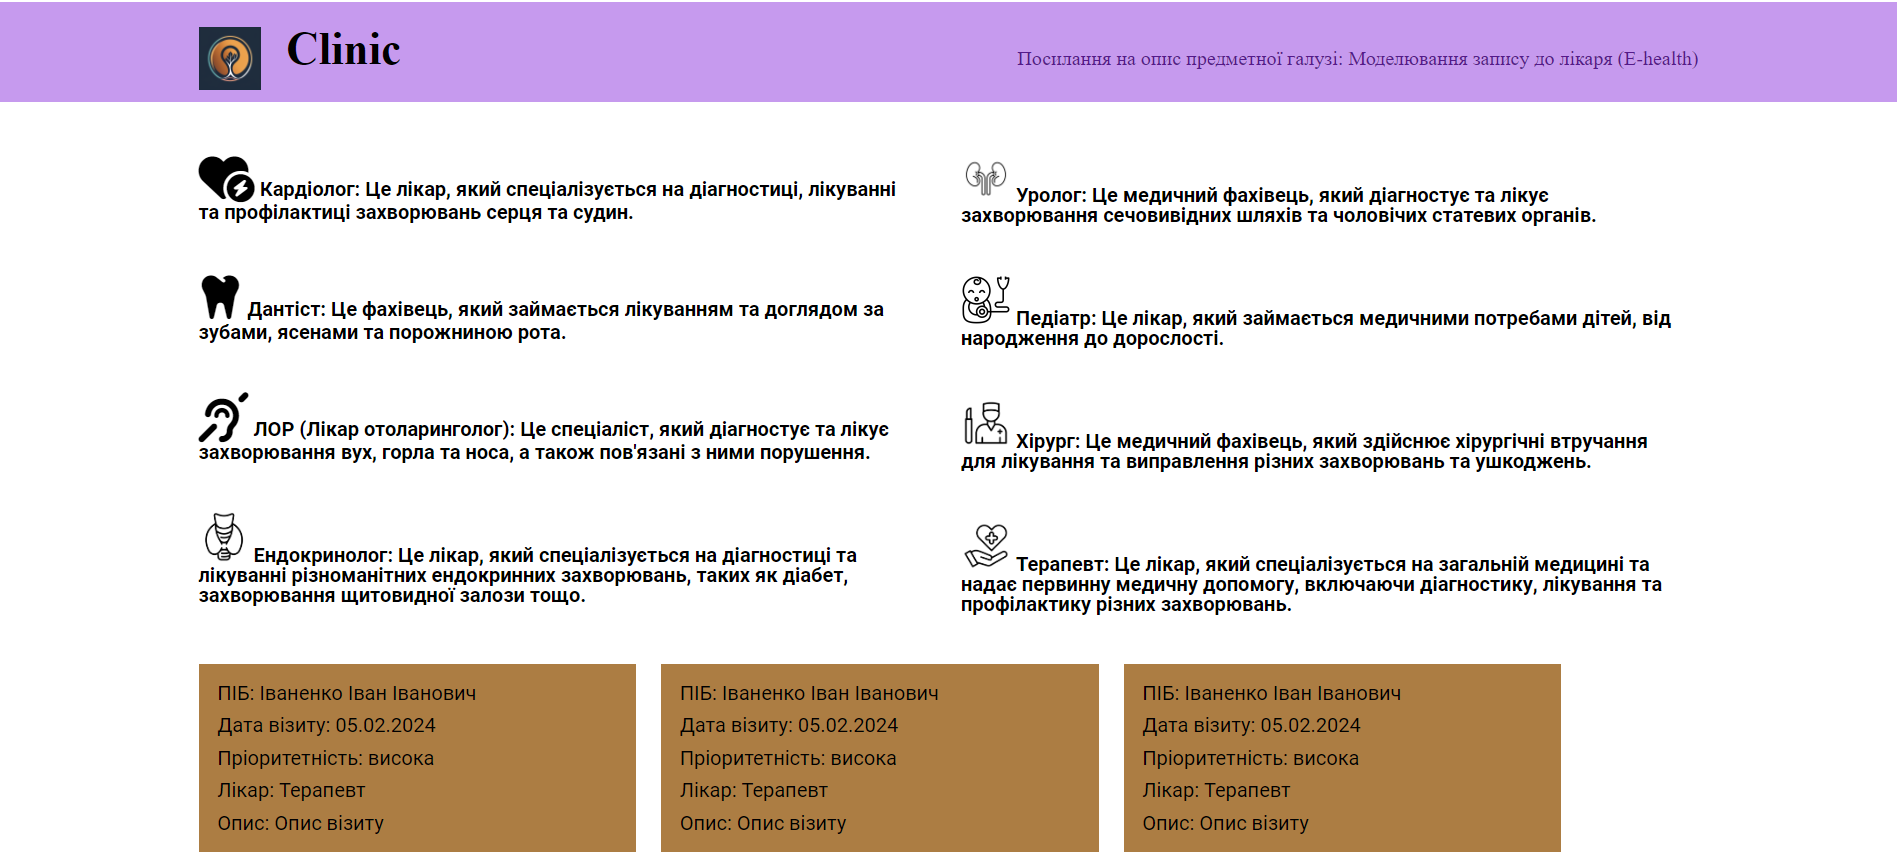 Clinic
Посилання на опис предметної галузі: Моделювання запису до лікаря (E-health)
Кардіолог: Це лікар, який спеціалізується на діагностиці, лікуванні
та профілактиці захворювань серця та судин.
Дантіст: Це фахівець, який займається лікуванням та доглядом за
зубами, ясенами та порожниною рота.
ЛОР (Лікар отоларинголог): Це спеціаліст, який діагностує та лікує
захворювання вух, горла та носа, а також пов'язані з ними порушення.
Ендокринолог: Це лікар, який спеціалізується на діагностиці та
лікуванні різноманітних ендокринних захворювань, таких як діабет,
захворювання щитовидної залози тощо.
Уролог: Це медичний фахівець, який діагностує та лікує
захворювання сечовивідних шляхів та чоловічих статевих органів.
Педіатр: Це лікар, який займається медичними потребами дітей, від
народження до дорослості.
Хірург: Це медичний фахівець, який здійснює хірургічні втручання
для лікування та виправлення різних захворювань та ушкоджень.
Терапевт: Це лікар, який спеціалізується на загальній медицині та
надає первинну медичну допомогу, включаючи діагностику, лікування та
профілактику різних захворювань.
ПІБ: Іваненко Іван Іванович
Дата візиту: 05.02.2024
Пріоритетність: висока
Лікар: Терапевт
Опис: Опис візиту
ПІБ: Іваненко Іван Іванович
Дата візиту: 05.02.2024
Пріоритетність: висока
Лікар: Терапевт
Опис: Опис візиту
ПІБ: Іваненко Іван Іванович
Дата візиту: 05.02.2024
Пріоритетність: висока
Лікар: Терапевт
Опис: Опис візиту